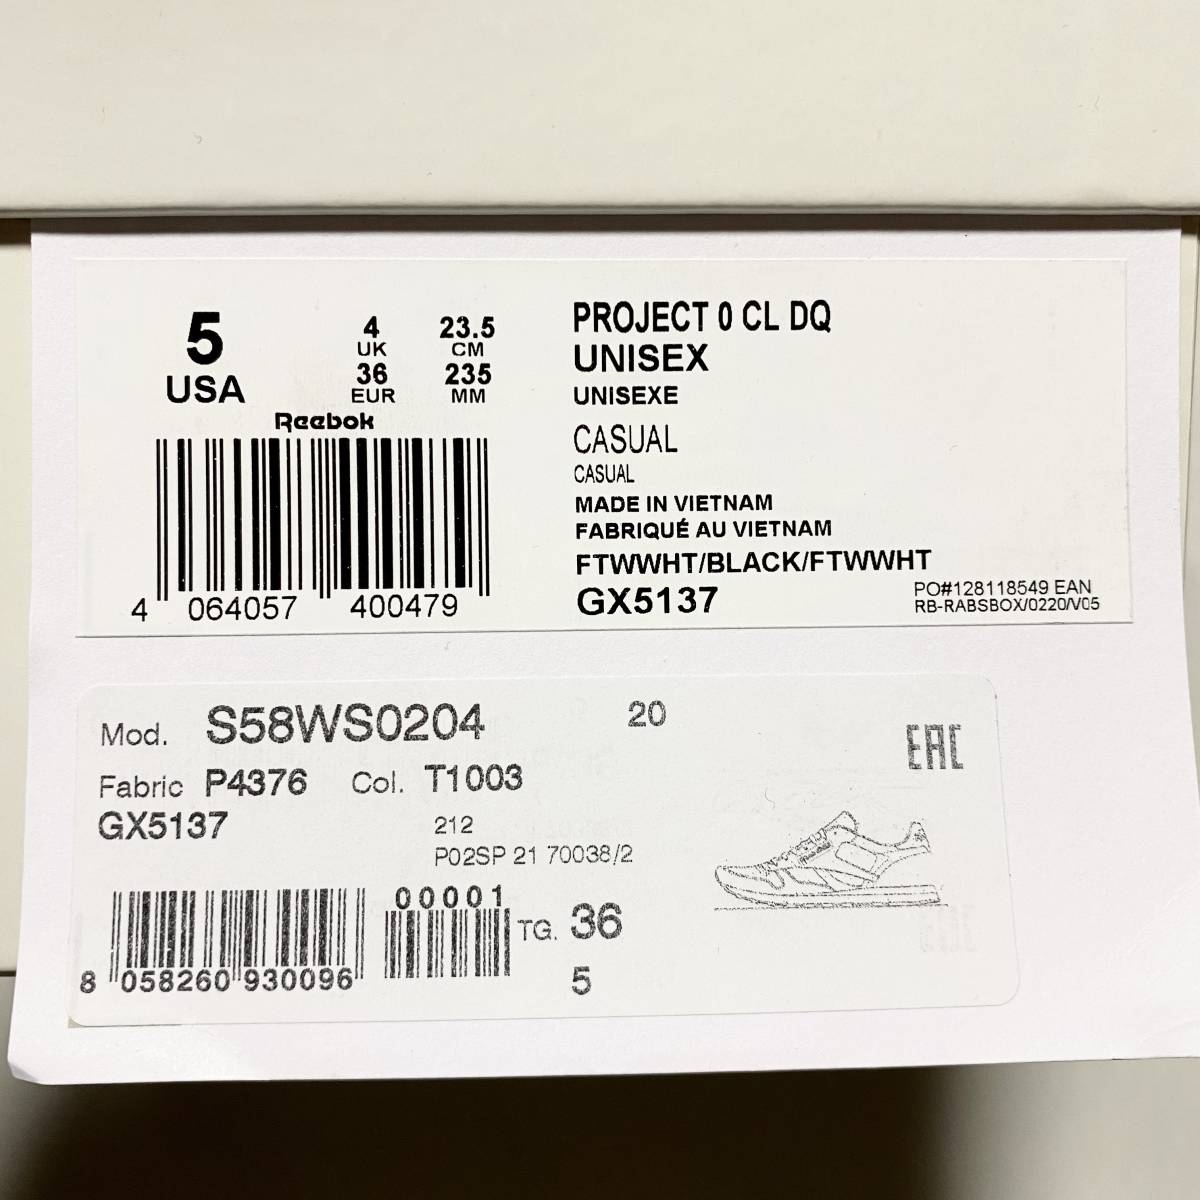 5
USA
4
UK
36
EUR
23.5
CM
235
MM
Reebok
4 064057 400479
PROJECT 0 CL DQ
UNISEX
UNISEXE
CASUAL
CASUAL
MADE IN VIETNAM
FABRIQUÉ AU VIETNAM
FTWWHT/BLACK/FTWWHT
GX5137
PO#128118549 EAN
RB-RABSBOX/0220/V05
Mod. S58WS0204 20
Fabric P4376 Col. T1003
GX5137 212
P02SP 21 70038/2
EAC
00001
8 058260 930096
TG. 36
5